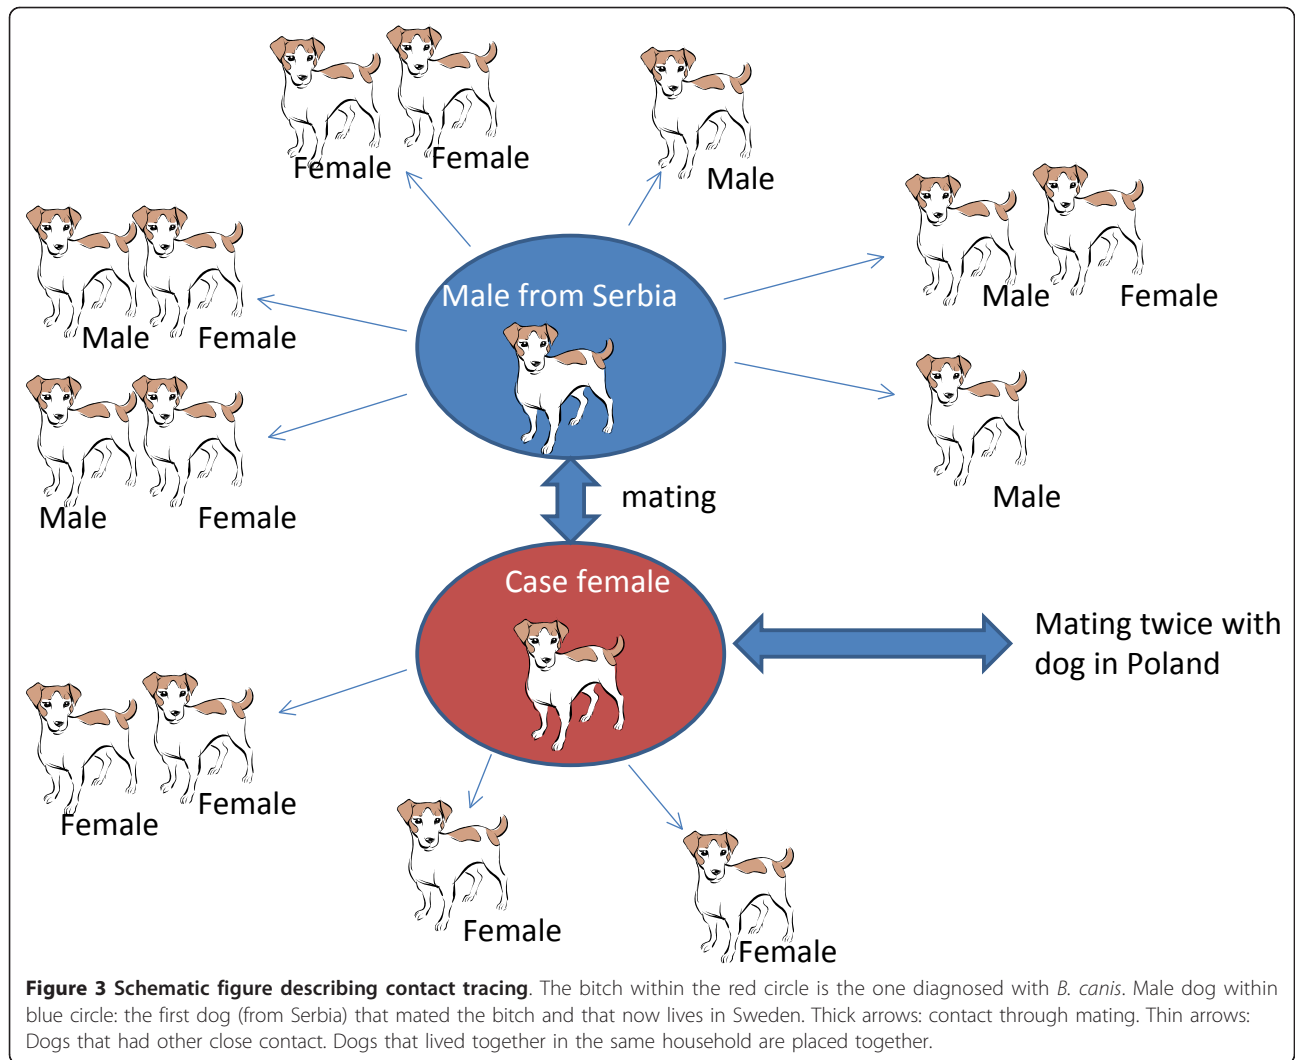 Female
Female
Male
Male
Female
Male from Serbia
Male
Female
Male
Male
Female
mating
Case female
Mating twice with
dog in Poland
Female
Female
Female
Female
Figure 3 Schematic figure describing contact tracing. The bitch within the red circle is the one diagnosed with B. canis. Male dog within
blue circle: the first dog (from Serbia) that mated the bitch and that now lives in Sweden. Thick arrows: contact through mating. Thin arrows:
Dogs that had other close contact. Dogs that lived together in the same household are placed together.